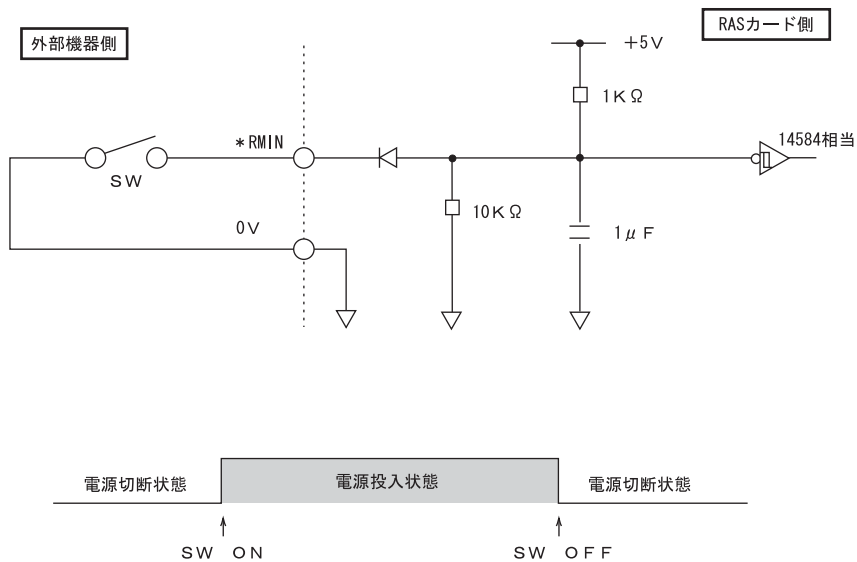 外部機器側
RASカード側
+5V
1KΩ
*RMIN
14584相当
SW
10KΩ
0V
1μF
電源切断状態
電源投入状態
電源切断状態
SW ON
SW OFF